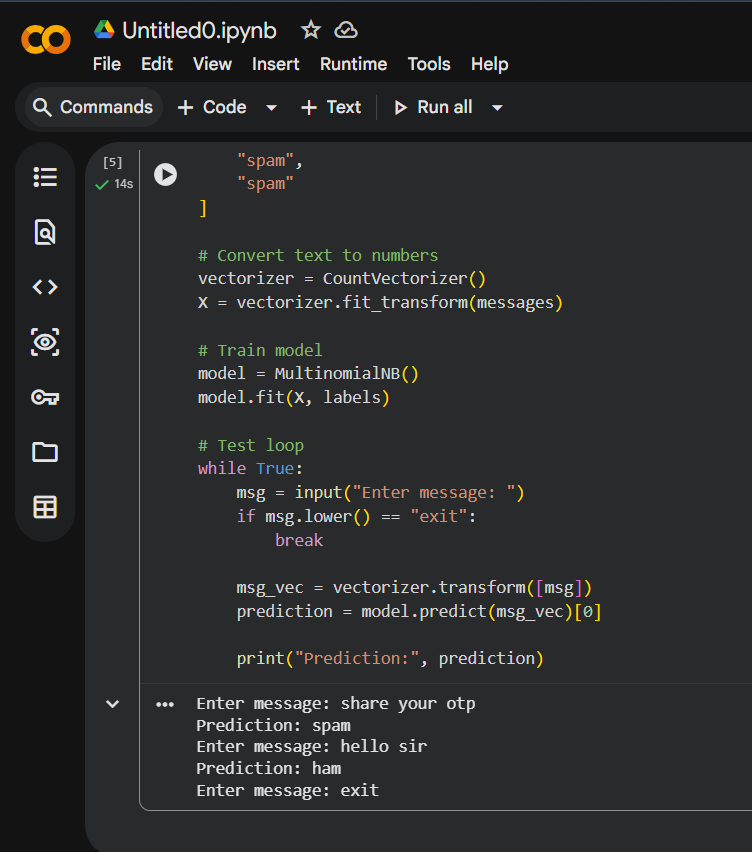 Untitled0.ipynb
File Edit View Insert Runtime Tools Help
Commands + Code + Text Run all
[5]
14s
"spam",
"spam"
]
# Convert text to numbers
vectorizer = CountVectorizer()
X = vectorizer.fit_transform(messages)
# Train model
model = MultinomialNB()
model.fit(X, labels)
# Test loop
while True:
    msg = input("Enter message: ")
    if msg.lower() == "exit":
        break
    msg_vec = vectorizer.transform([msg])
    prediction = model.predict(msg_vec)[0]
    print("Prediction:", prediction)
Enter message: share your otp
Prediction: spam
Enter message: hello sir
Prediction: ham
Enter message: exit